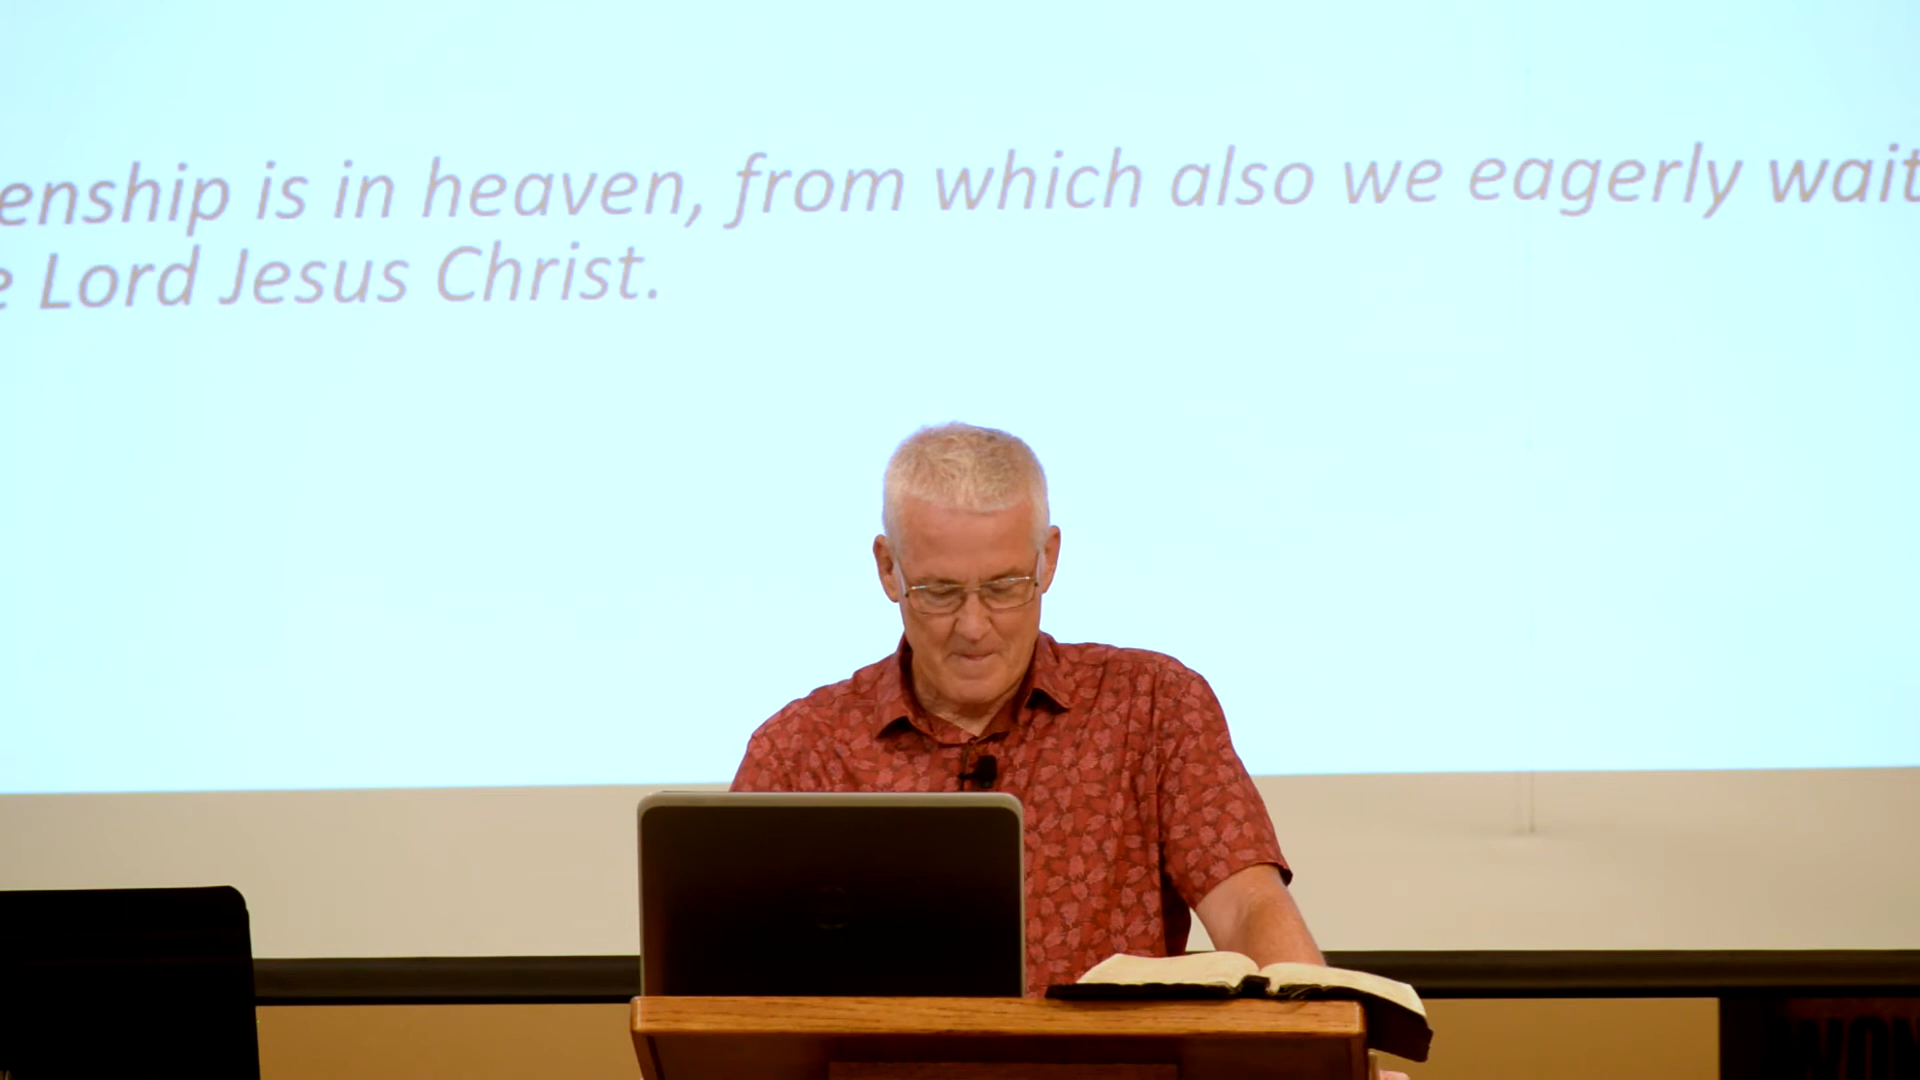 enship is in heaven, from which also we eagerly wait
e Lord Jesus Christ.